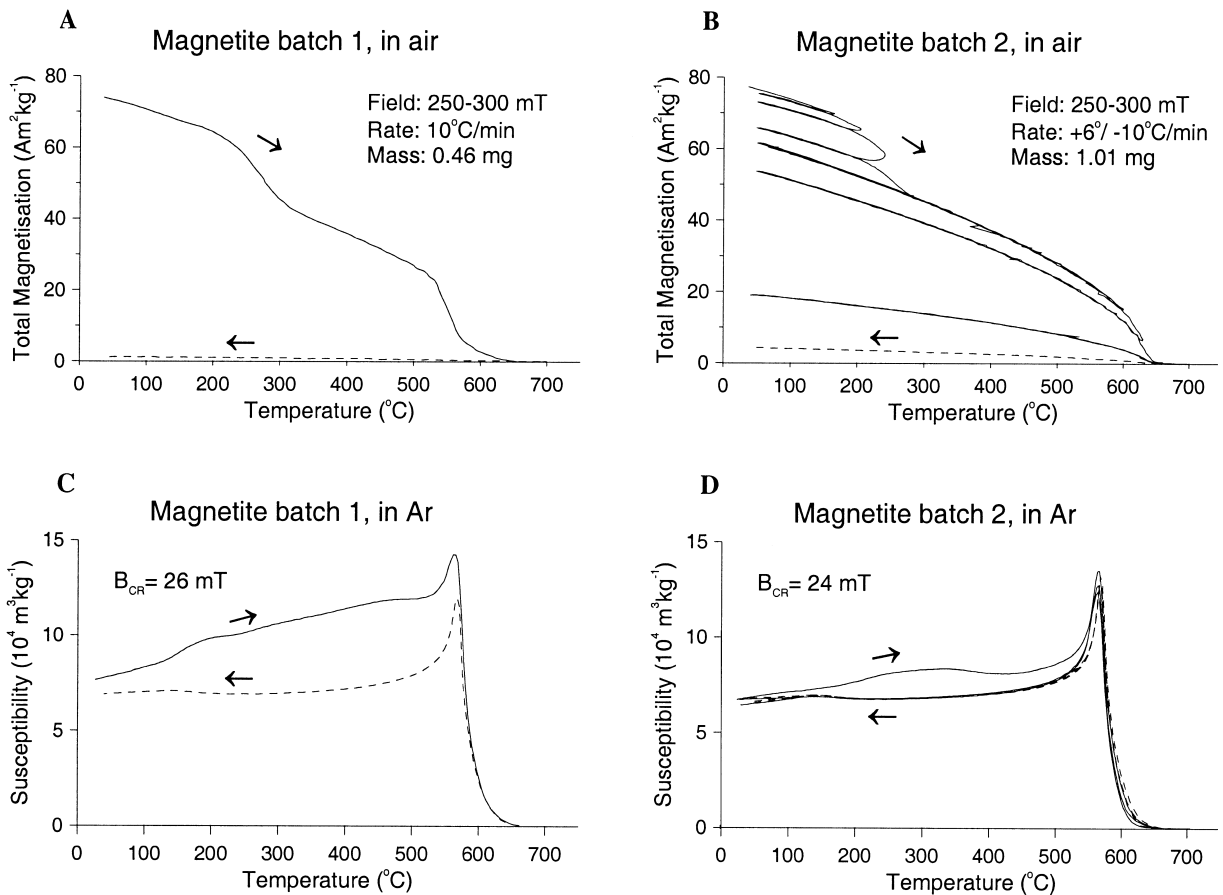 A
Magnetite batch 1, in air
Total Magnetisation (Am²kg⁻¹)
80
60
40
20
0
Field: 250-300 mT
Rate: 10°C/min
Mass: 0.46 mg
0 100 200 300 400 500 600 700
Temperature (°C)
B
Magnetite batch 2, in air
Total Magnetisation (Am²kg⁻¹)
80
60
40
20
0
Field: 250-300 mT
Rate: +6°/ -10°C/min
Mass: 1.01 mg
0 100 200 300 400 500 600 700
Temperature (°C)
C
Magnetite batch 1, in Ar
Susceptibility (10⁴ m³kg⁻¹)
15
10
5
0
B_CR= 26 mT
0 100 200 300 400 500 600 700
Temperature (°C)
D
Magnetite batch 2, in Ar
Susceptibility (10⁴ m³kg⁻¹)
15
10
5
0
B_CR= 24 mT
0 100 200 300 400 500 600 700
Temperature (°C)